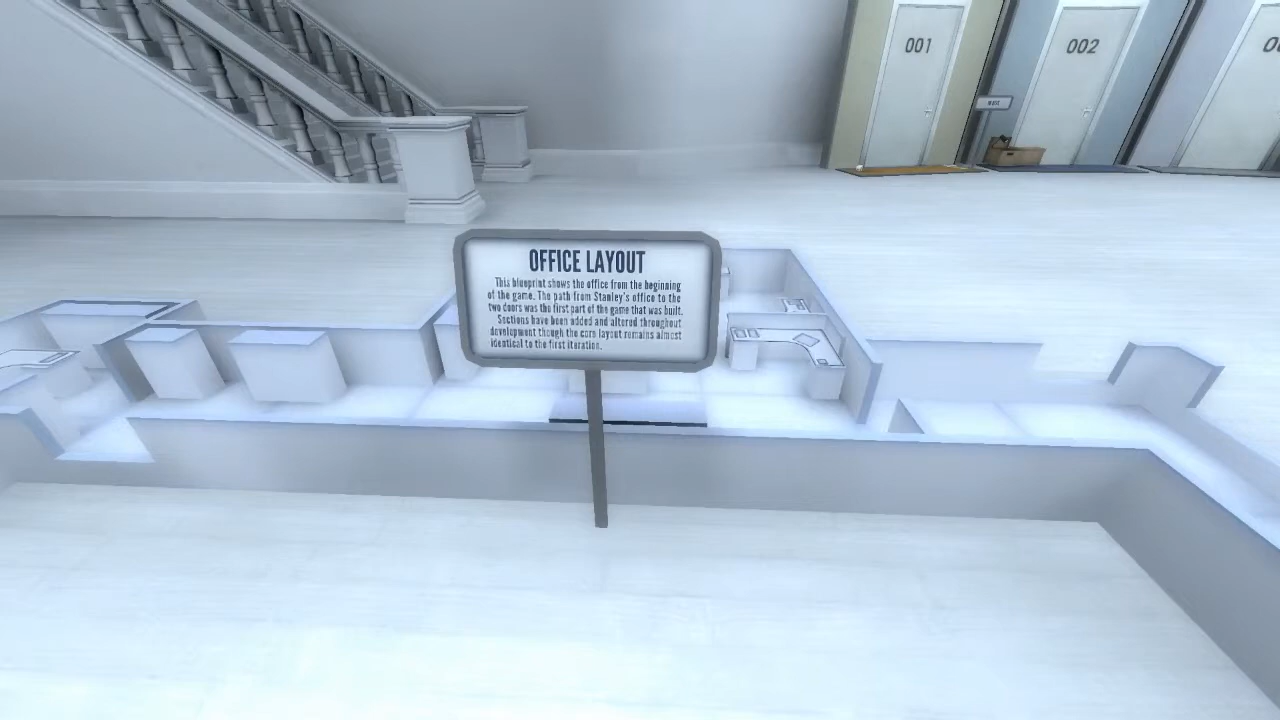 001
002
OFFICE LAYOUT
This blueprint shows the office from the beginning
of the game. The path from Stanley's office to the
two doors was the first part of the game that was built.
Sections have been added and altered throughout
development though the core layout remains almost
identical to the first iteration.